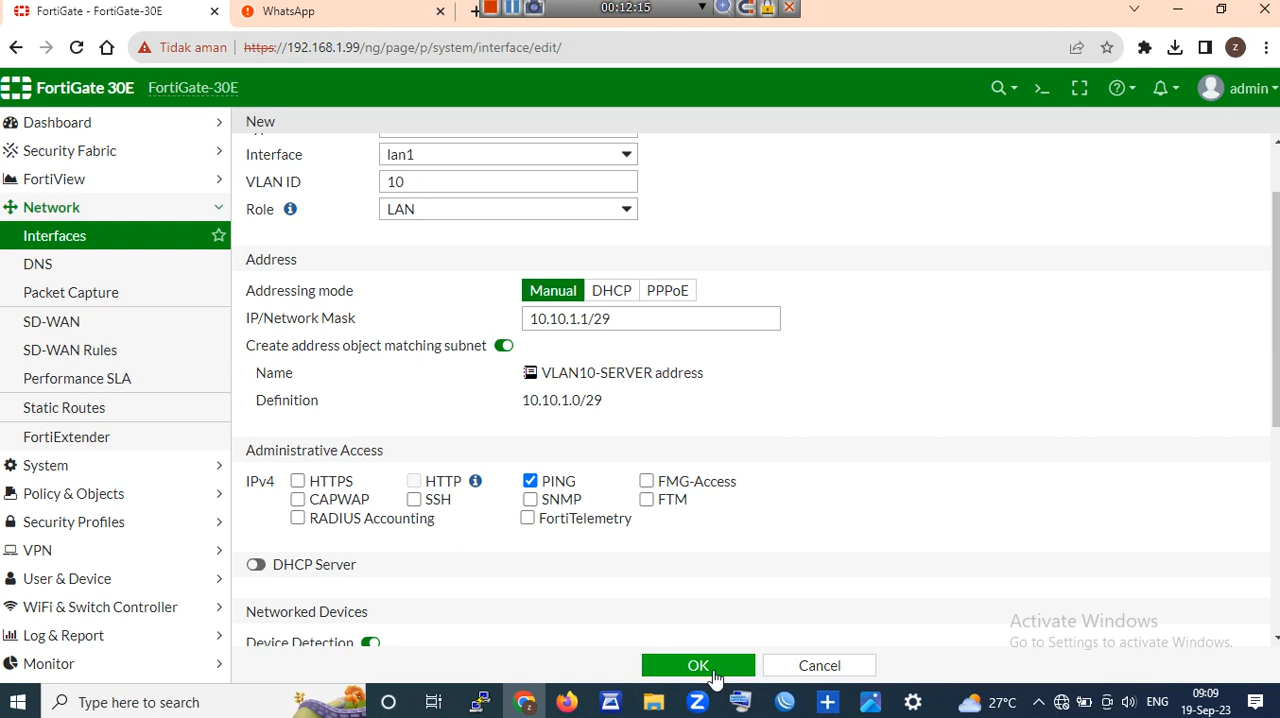 FortiGate - FortiGate-30E
WhatsApp
00:12:15
Tidak aman
https://192.168.1.99/ng/page/p/system/interface/edit/
Z
FortiGate 30E
FortiGate-30E
admin
Dashboard
Security Fabric
FortiView
Network
Interfaces
DNS
Packet Capture
SD-WAN
SD-WAN Rules
Performance SLA
Static Routes
FortiExtender
System
Policy & Objects
Security Profiles
VPN
User & Device
WiFi & Switch Controller
Log & Report
Monitor
New
Interface lan1
VLAN ID 10
Role LAN
Address
Addressing mode Manual DHCP PPPoE
IP/Network Mask 10.10.1.1/29
Create address object matching subnet
Name VLAN10-SERVER address
Definition 10.10.1.0/29
Administrative Access
IPv4 HTTPS HTTP PING FMG-Access
CAPWAP SSH SNMP FTM
RADIUS Accounting FortiTelemetry
DHCP Server
Networked Devices
Device Detection
Activate Windows
Go to Settings to activate Windows.
OK Cancel
Type here to search
27°C
ENG
09:09
19-Sep-23